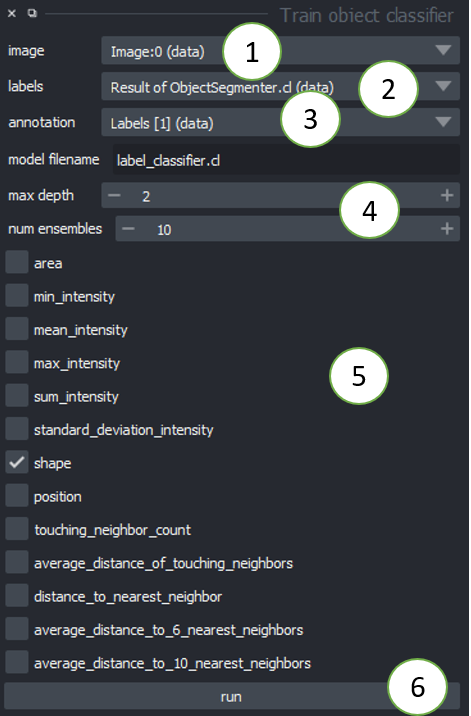 Train object classifier
image Image:0 (data) 1
labels Result of ObjectSegmenter.cl (data) 2
annotation Labels [1] (data) 3
model filename label_classifier.cl
max depth 2 4
num ensembles 10
area
min_intensity
mean_intensity
max_intensity 5
sum_intensity
standard_deviation_intensity
shape
position
touching_neighbor_count
average_distance_of_touching_neighbors
distance_to_nearest_neighbor
average_distance_to_6_nearest_neighbors
average_distance_to_10_nearest_neighbors
run 6